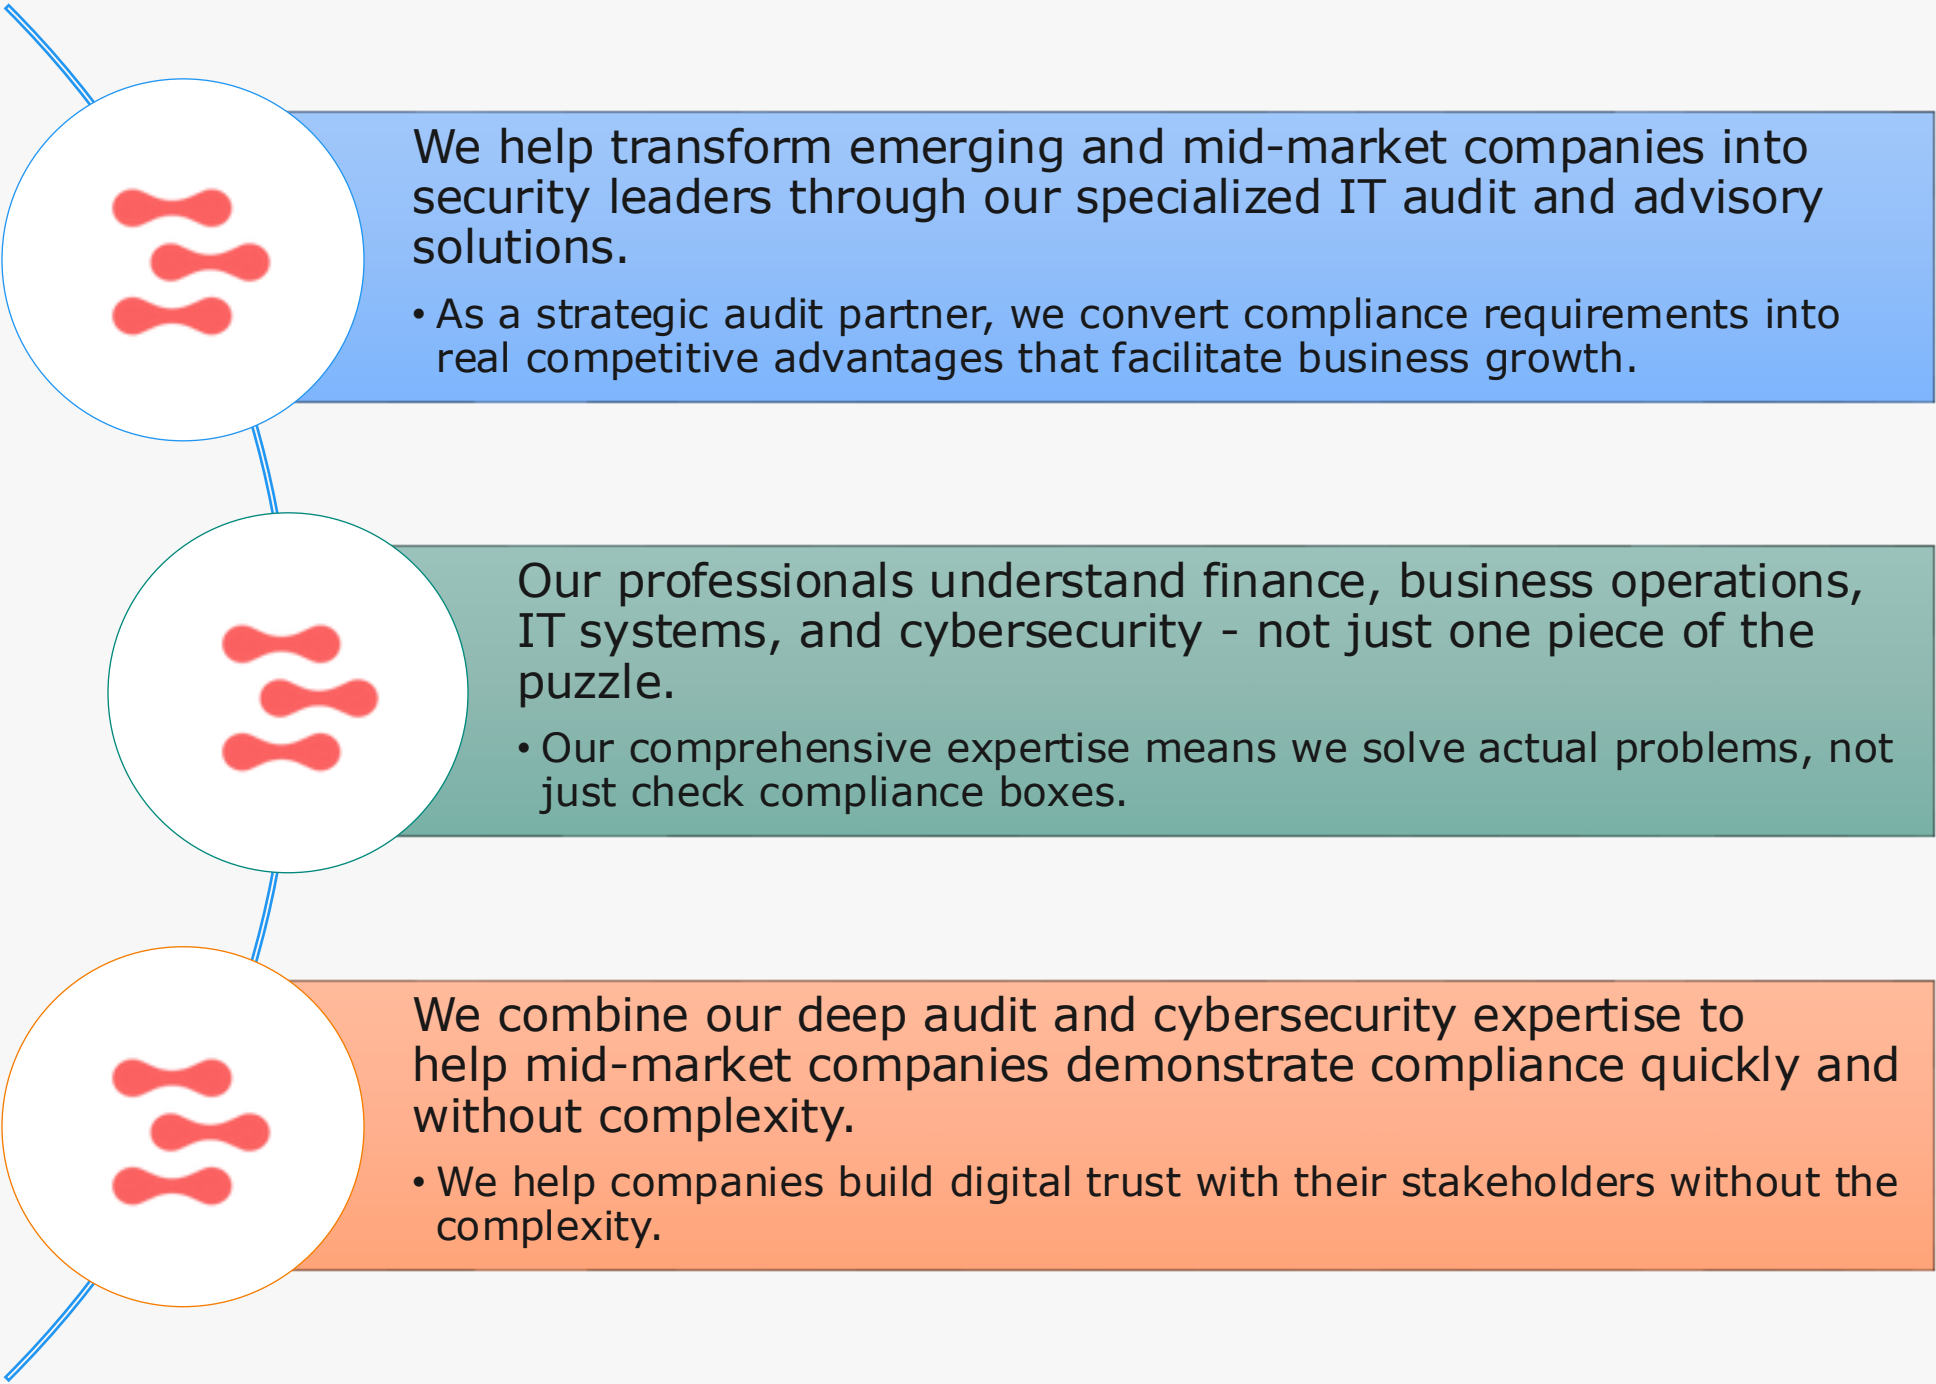 We help transform emerging and mid-market companies into
security leaders through our specialized IT audit and advisory
solutions.
• As a strategic audit partner, we convert compliance requirements into
real competitive advantages that facilitate business growth.
Our professionals understand finance, business operations,
IT systems, and cybersecurity - not just one piece of the
puzzle.
• Our comprehensive expertise means we solve actual problems, not
just check compliance boxes.
We combine our deep audit and cybersecurity expertise to
help mid-market companies demonstrate compliance quickly and
without complexity.
• We help companies build digital trust with their stakeholders without the
complexity.